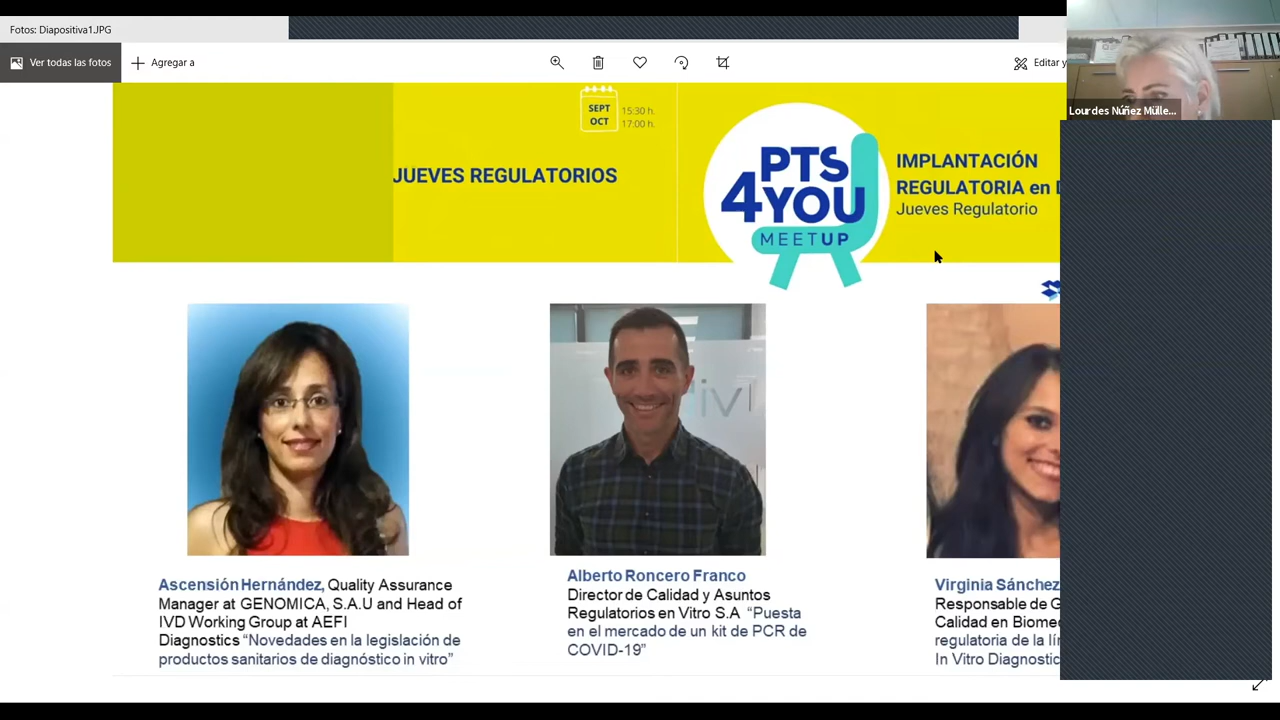 Fotos: Diapositiva1.JPG
Ver todas las fotos
Agregar a
Editar y
Lourdes Núñez Mülle...
SEPT
OCT
15:30 h.
17:00 h.
JUEVES REGULATORIOS
PTS
4YOU
MEETUP
IMPLANTACIÓN
REGULATORIA en D
Jueves Regulatorio
Ascensión Hernández, Quality Assurance
Manager at GENOMICA, S.A.U and Head of
IVD Working Group at AEFI
Diagnostics “Novedades en la legislación de
productos sanitarios de diagnóstico in vitro”
Alberto Roncero Franco
Director de Calidad y Asuntos
Regulatorios en Vitro S.A “Puesta
en el mercado de un kit de PCR de
COVID-19”
Virginia Sánchez
Responsable de G
Calidad en Biomed
regulatoria de la lí
In Vitro Diagnostic